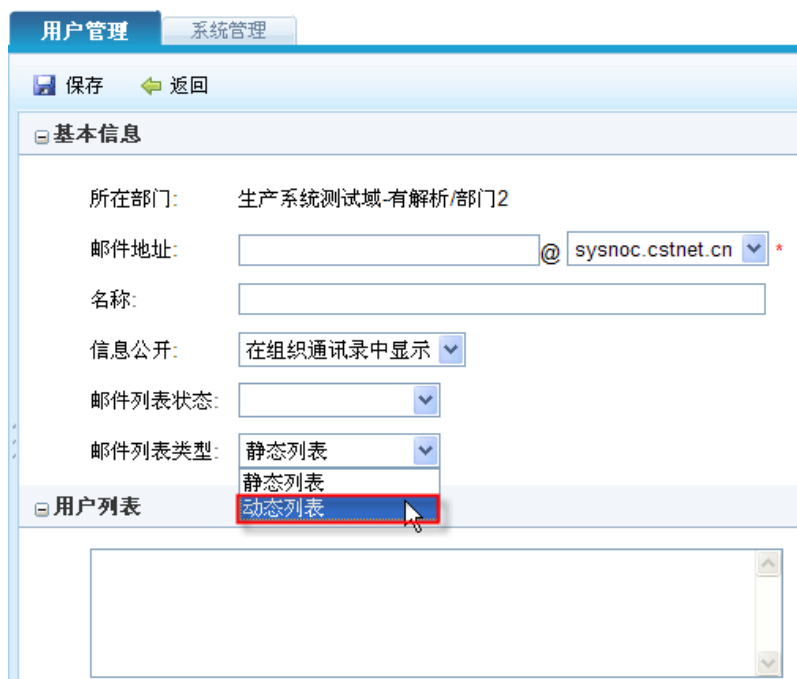 用户管理 系统管理
保存 返回
基本信息
所在部门: 生产系统测试域-有解析/部门2
邮件地址: @ sysnoc.cstnet.cn *
名称:
信息公开: 在组织通讯录中显示
邮件列表状态:
邮件列表类型: 静态列表
静态列表
动态列表
用户列表